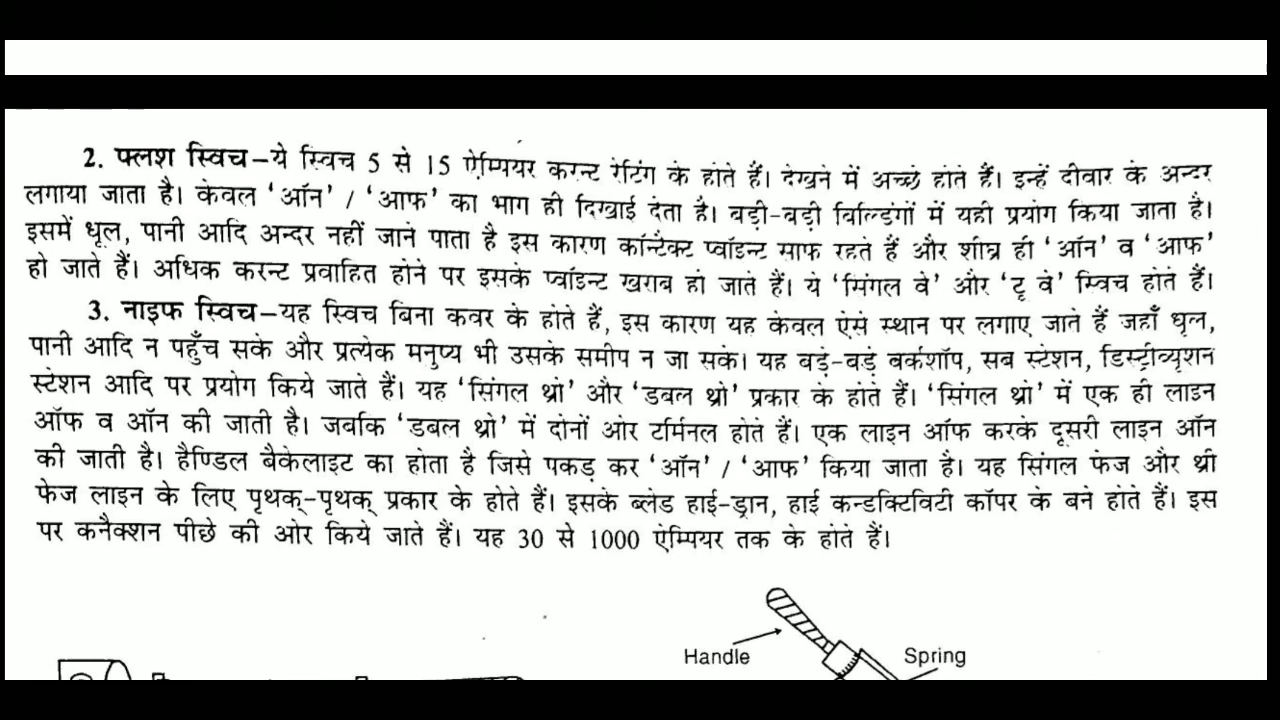 2. फ्लश स्विच–ये स्विच 5 से 15 ऐम्पियर करन्ट रेटिंग के होते हैं। देखने में अच्छे होते हैं। इन्हें दीवार के अन्दर
लगाया जाता है। केवल ‘ऑन’ / ‘आफ’ का भाग ही दिखाई देता है। बड़ी-बड़ी बिल्डिंगों में यही प्रयोग किया जाता है।
इसमें धूल, पानी आदि अन्दर नहीं जाने पाता है इस कारण कॉन्टैक्ट प्वॉइन्ट साफ रहते हैं और शीघ्र ही ‘ऑन’ व ‘आफ’
हो जाते हैं। अधिक करन्ट प्रवाहित होने पर इसके प्वॉइन्ट खराब हो जाते हैं। ये ‘सिंगल वे’ और ‘टू वे’ स्विच होते हैं।
3. नाइफ स्विच–यह स्विच बिना कवर के होते हैं, इस कारण यह केवल ऐसे स्थान पर लगाए जाते हैं जहाँ धूल,
पानी आदि न पहुँच सके और प्रत्येक मनुष्य भी उसके समीप न जा सके। यह बड़े-बड़े वर्कशॉप, सब स्टेशन, डिस्ट्रीव्यूशन
स्टेशन आदि पर प्रयोग किये जाते हैं। यह ‘सिंगल थ्रो’ और ‘डबल थ्रो’ प्रकार के होते हैं। ‘सिंगल थ्रो’ में एक ही लाइन
ऑफ व ऑन की जाती है। जबकि ‘डबल थ्रो’ में दोनों ओर टर्मिनल होते हैं। एक लाइन ऑफ करके दूसरी लाइन ऑन
की जाती है। हैण्डिल बैकेलाइट का होता है जिसे पकड़ कर ‘ऑन’ / ‘आफ’ किया जाता है। यह सिंगल फेज और थ्री
फेज लाइन के लिए पृथक्-पृथक् प्रकार के होते हैं। इसके ब्लेड हाई-ड्रान, हाई कन्डक्टिविटी कॉपर के बने होते हैं। इस
पर कनैक्शन पीछे की ओर किये जाते हैं। यह 30 से 1000 ऐम्पियर तक के होते हैं।
Handle
Spring